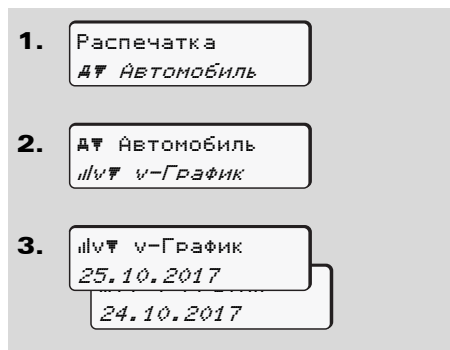 1. Распечатка
Автомобиль
2. Автомобиль
v-График
3. v-График
25.10.2017
24.10.2017